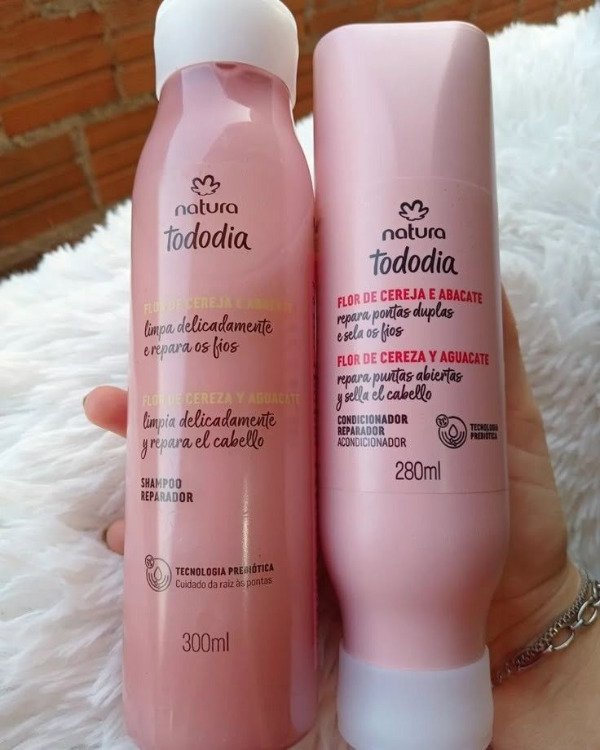 natura
tododia
FLOR DE CEREJA E ABACATE
limpa delicadamente
e repara os fios
FLOR DE CEREZA Y AGUACATE
limpia delicadamente
y repara el cabello
SHAMPOO
REPARADOR
TECNOLOGIA PREBIÓTICA
Cuidado da raiz às pontas
300ml
natura
tododia
FLOR DE CEREJA E ABACATE
repara pontas duplas
e sela os fios
FLOR DE CEREZA Y AGUACATE
repara puntas abiertas
y sella el cabello
CONDICIONADOR
REPARADOR
ACONDICIONADOR
TECNOLOGIA
PREBIÓTICA
280ml